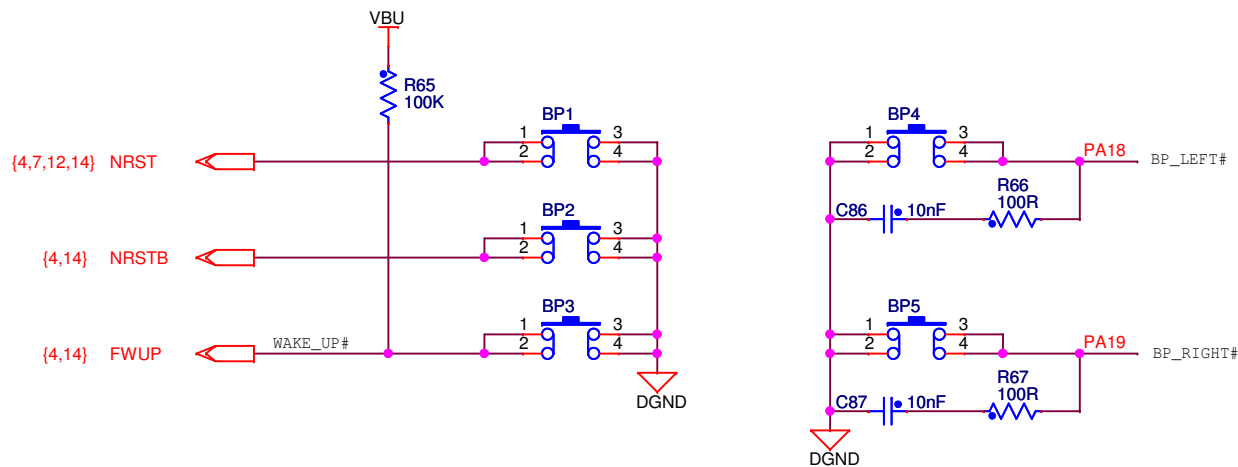 VBU
R65
100K
BP1
1 3
2 4
{4,7,12,14} NRST
BP2
1 3
2 4
{4,14} NRSTB
BP3
1 3
2 4
{4,14} FWUP WAKE_UP#
DGND
BP4
1 3
2 4
PA18 BP_LEFT#
R66
100R
C86 10nF
BP5
1 3
2 4
PA19 BP_RIGHT#
R67
100R
C87 10nF
DGND